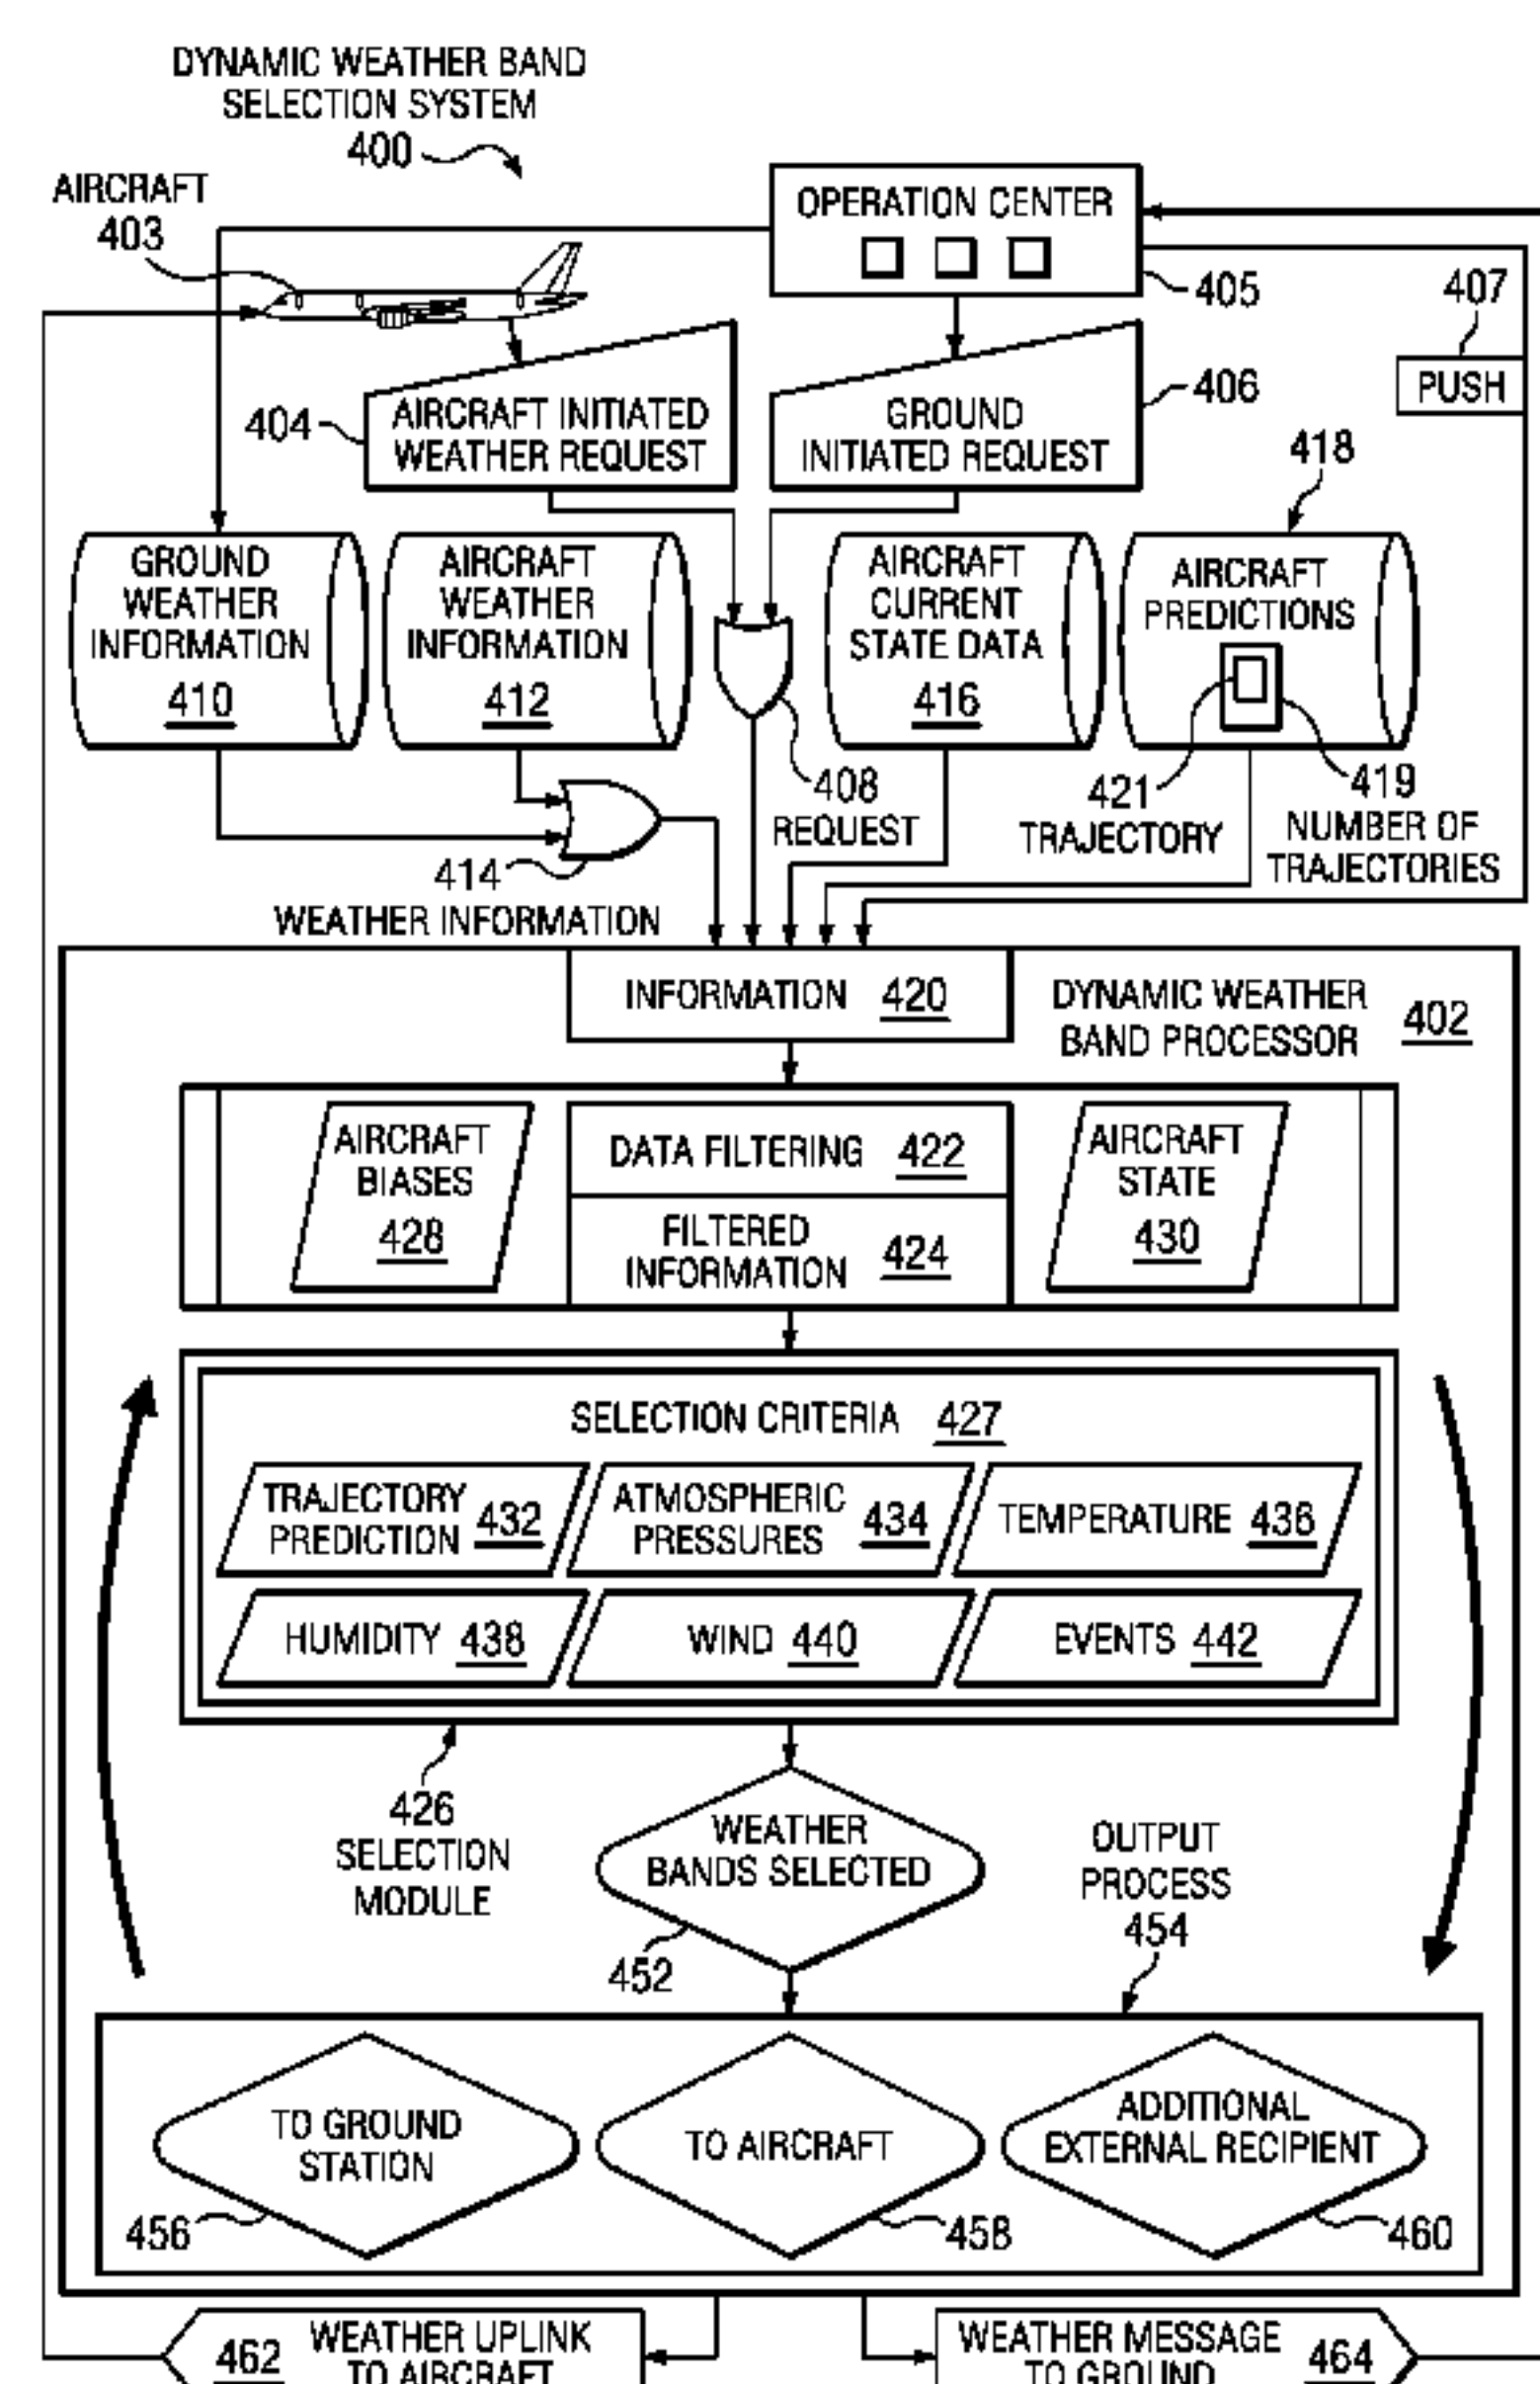 DYNAMIC WEATHER BAND
SELECTION SYSTEM
400
AIRCRAFT
403
OPERATION CENTER
405
407
PUSH
404
AIRCRAFT INITIATED
WEATHER REQUEST
GROUND
INITIATED REQUEST
406
418
GROUND
WEATHER
INFORMATION
410
AIRCRAFT
WEATHER
INFORMATION
412
AIRCRAFT
CURRENT
STATE DATA
416
AIRCRAFT
PREDICTIONS
408
REQUEST
421
TRAJECTORY
419
NUMBER OF
TRAJECTORIES
414
WEATHER INFORMATION
INFORMATION 420
DYNAMIC WEATHER
BAND PROCESSOR 402
AIRCRAFT
BIASES
428
DATA FILTERING 422
FILTERED
INFORMATION 424
AIRCRAFT
STATE
430
SELECTION CRITERIA 427
TRAJECTORY
PREDICTION 432
ATMOSPHERIC
PRESSURES 434
TEMPERATURE 436
HUMIDITY 438
WIND 440
EVENTS 442
426
SELECTION
MODULE
WEATHER
BANDS SELECTED
452
OUTPUT
PROCESS
454
TO GROUND
STATION
456
TO AIRCRAFT
458
ADDITIONAL
EXTERNAL RECIPIENT
460
462
WEATHER UPLINK
TO AIRCRAFT
WEATHER MESSAGE
TO GROUND
464